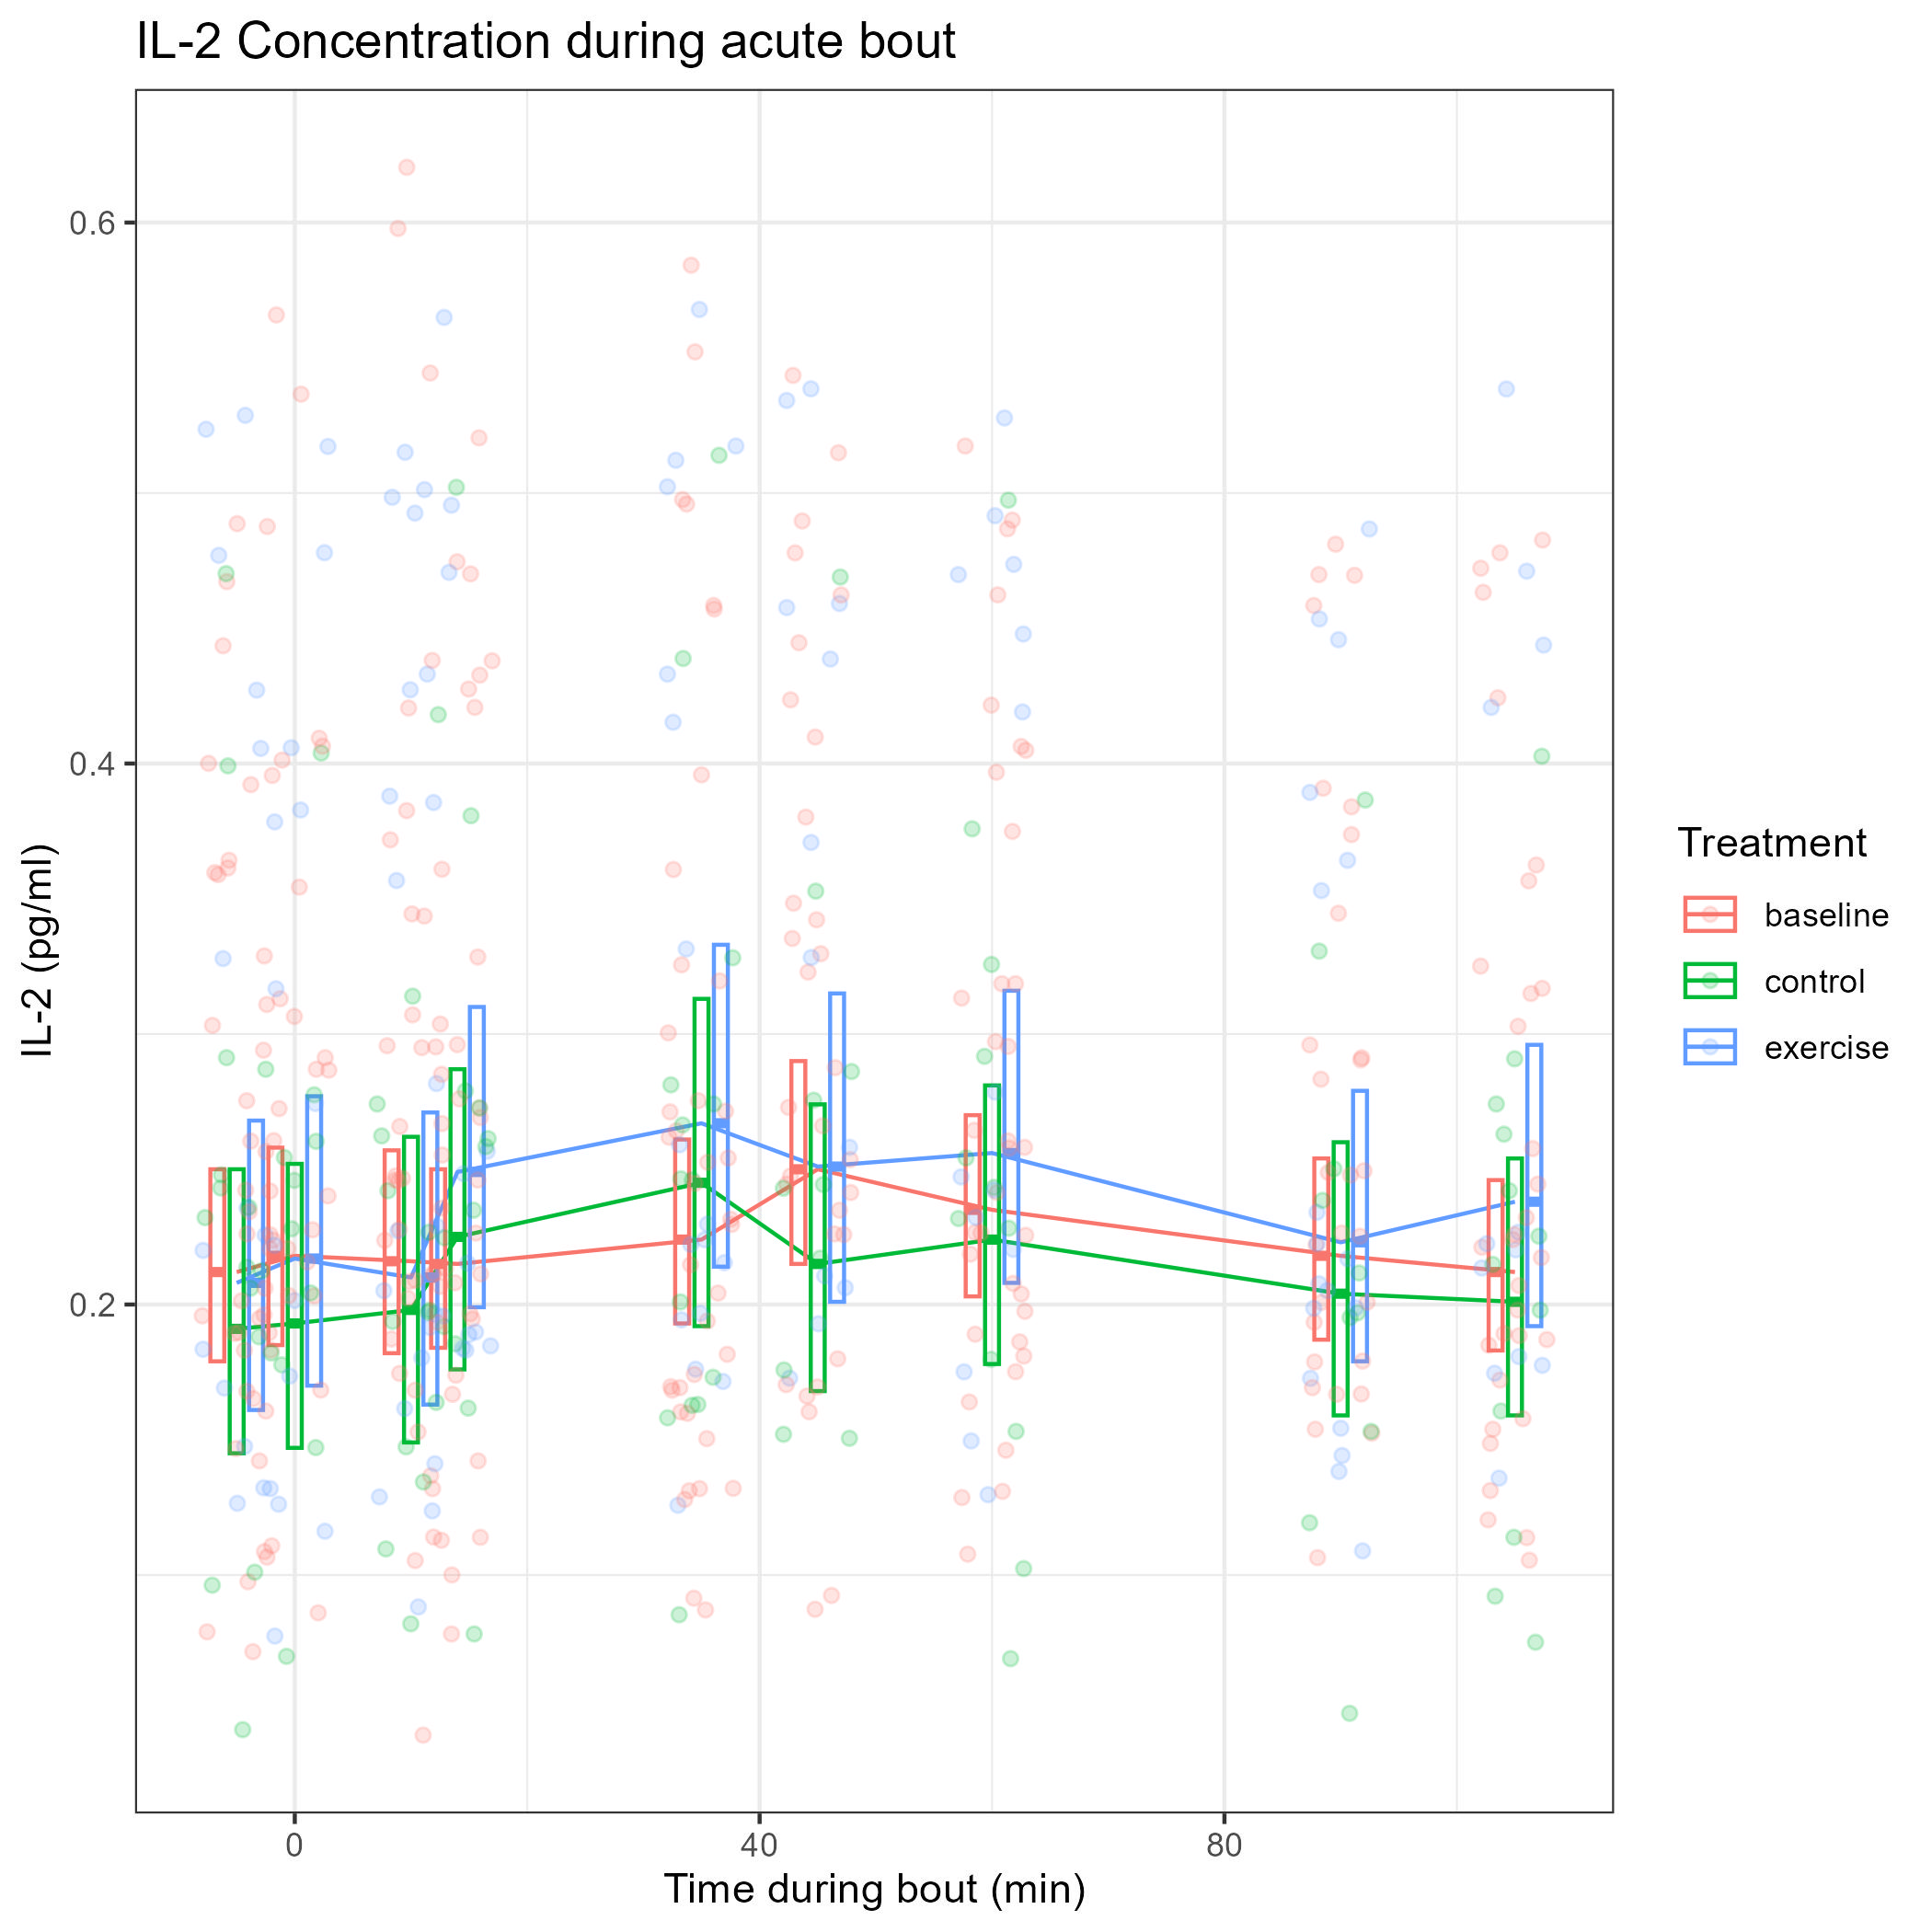 IL-2 Concentration during acute bout
IL-2 (pg/ml)
0.6
0.4
0.2
0
40
80
Time during bout (min)
Treatment
baseline
control
exercise